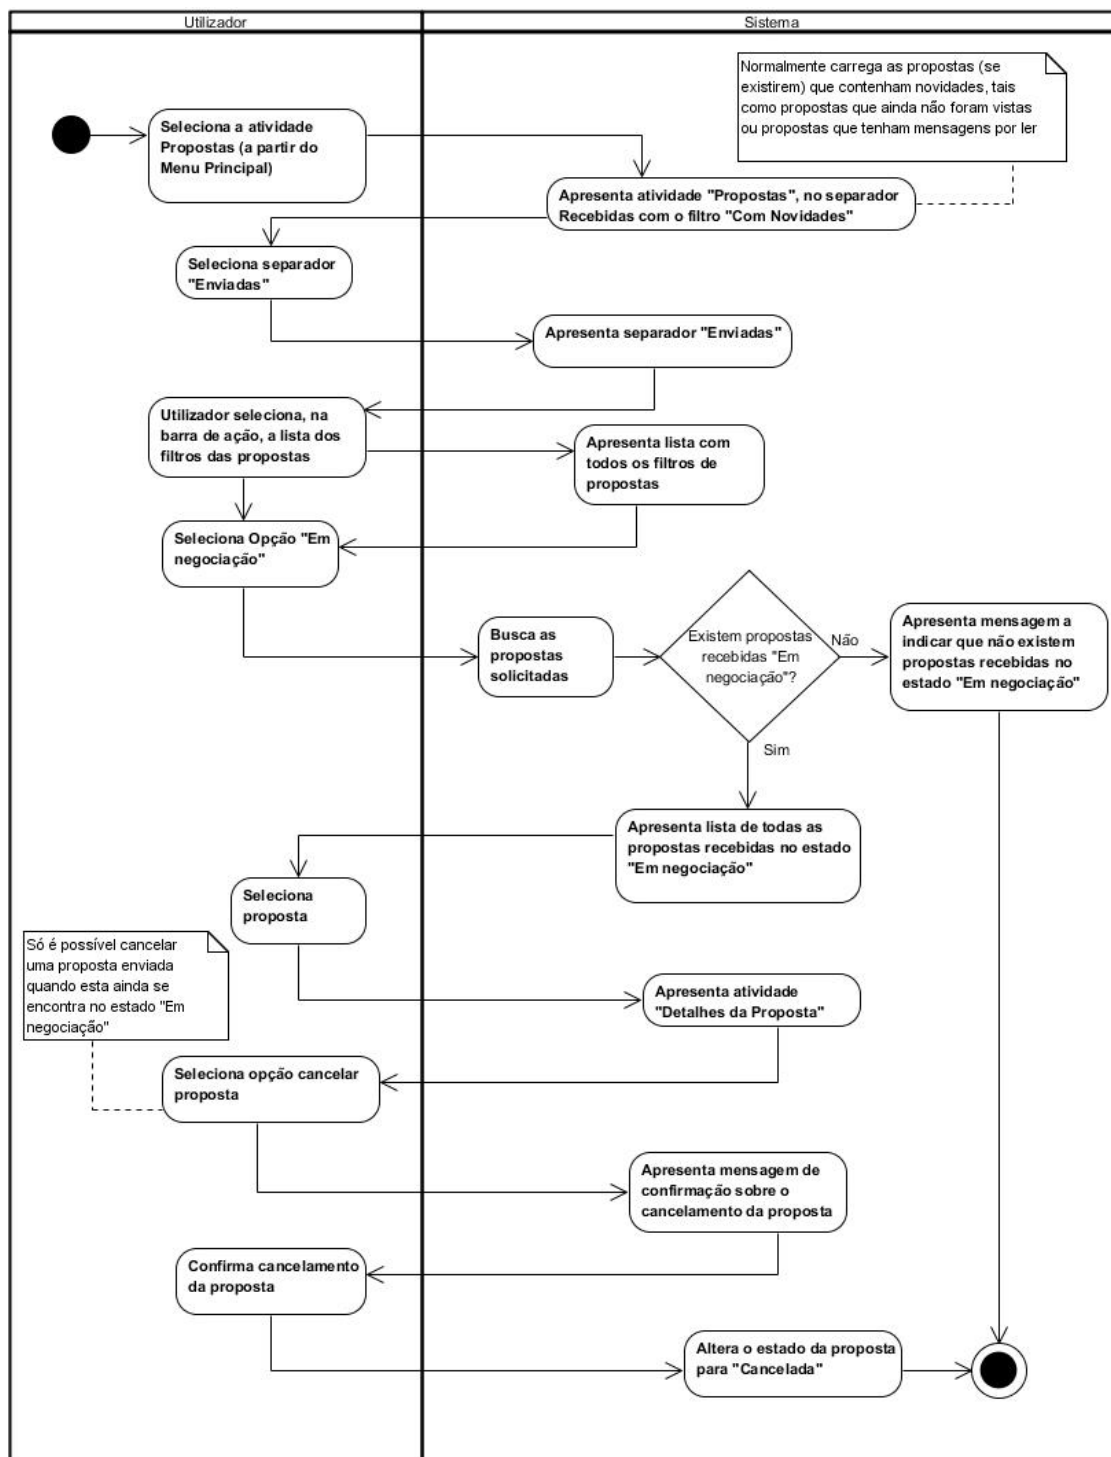 Utilizador
Sistema
Normalmente carrega as propostas (se
existirem) que contenham novidades, tais
como propostas que ainda não foram vistas
ou propostas que tenham mensagens por ler
Seleciona a atividade
Propostas (a partir do
Menu Principal)
Apresenta atividade "Propostas", no separador
Recebidas com o filtro "Com Novidades"
Seleciona separador
"Enviadas"
Apresenta separador "Enviadas"
Utilizador seleciona, na
barra de ação, a lista dos
filtros das propostas
Apresenta lista com
todos os filtros de
propostas
Seleciona Opção "Em
negociação"
Busca as
propostas
solicitadas
Existem propostas
recebidas "Em
negociação"?
Não
Apresenta mensagem a
indicar que não existem
propostas recebidas no
estado "Em negociação"
Sim
Apresenta lista de todas as
propostas recebidas no estado
"Em negociação"
Seleciona
proposta
Só é possível cancelar
uma proposta enviada
quando esta ainda se
encontra no estado "Em
negociação"
Apresenta atividade
"Detalhes da Proposta"
Seleciona opção cancelar
proposta
Apresenta mensagem de
confirmação sobre o
cancelamento da proposta
Confirma cancelamento
da proposta
Altera o estado da proposta
para "Cancelada"